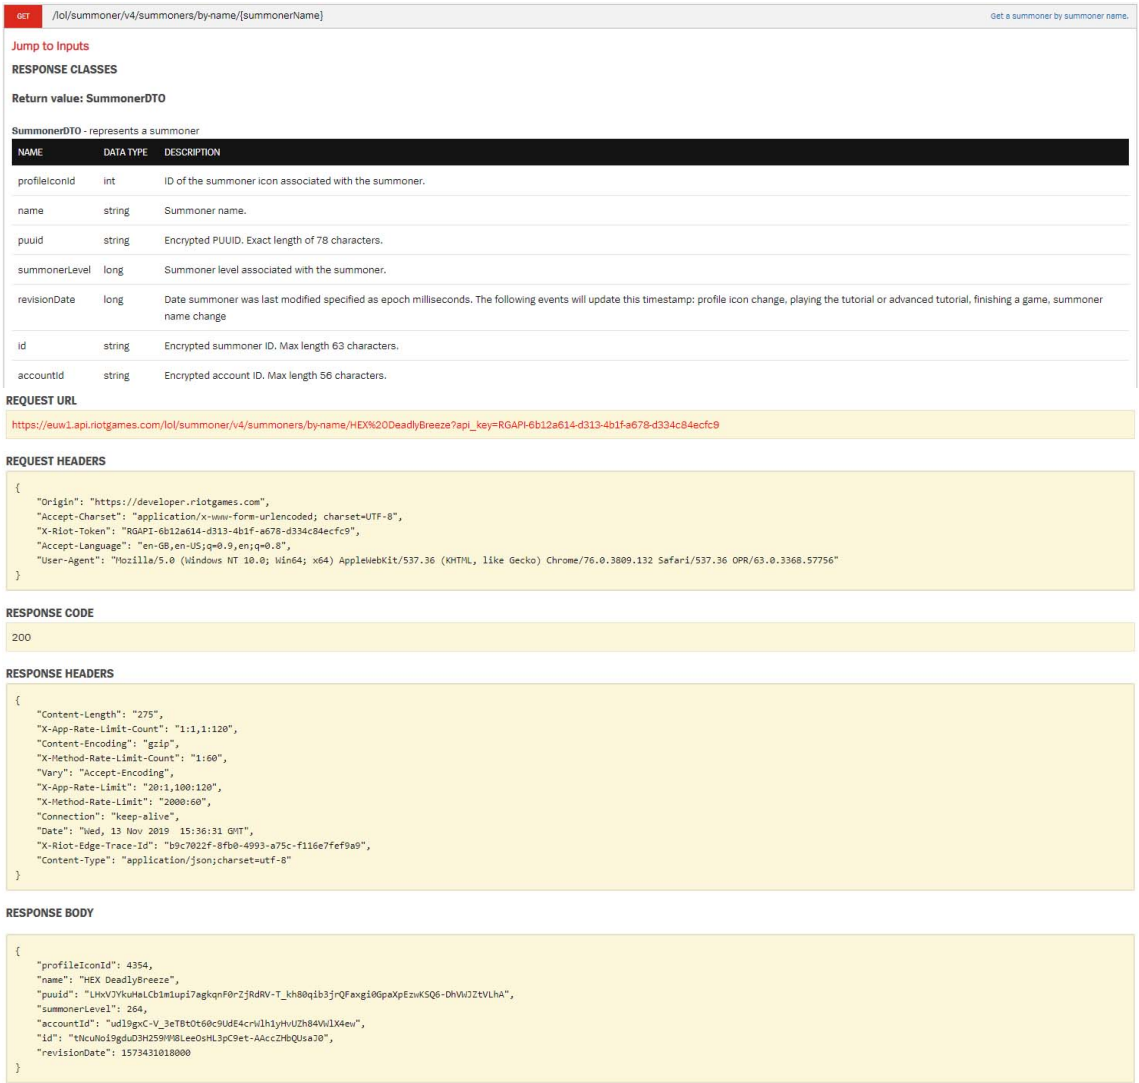 GET /lol/summoner/v4/summoners/by-name/{summonerName} Get a summoner by summoner name.
Jump to Inputs
RESPONSE CLASSES
Return value: SummonerDTO
SummonerDTO - represents a summoner
NAME DATA TYPE DESCRIPTION
profileIconId int ID of the summoner icon associated with the summoner.
name string Summoner name.
puuid string Encrypted PUUID. Exact length of 78 characters.
summonerLevel long Summoner level associated with the summoner.
revisionDate long Date summoner was last modified specified as epoch milliseconds. The following events will update this timestamp: profile icon change, playing the tutorial or advanced tutorial, finishing a game, summoner
name change
id string Encrypted summoner ID. Max length 63 characters.
accountId string Encrypted account ID. Max length 56 characters.
REQUEST URL
https://euw1.api.riotgames.com/lol/summoner/v4/summoners/by-name/HEX%20DeadlyBreeze?api_key=RGAPI-6b12a614-d313-4b1f-a678-d334c84ecfc9
REQUEST HEADERS
{
"Origin": "https://developer.riotgames.com",
"Accept-Charset": "application/x-www-form-urlencoded; charset=UTF-8",
"X-Riot-Token": "RGAPI-6b12a614-d313-4b1f-a678-d334c84ecfc9",
"Accept-Language": "en-GB,en-US;q=0.9,en;q=0.8",
"User-Agent": "Mozilla/5.0 (Windows NT 10.0; Win64; x64) AppleWebKit/537.36 (KHTML, like Gecko) Chrome/76.0.3809.132 Safari/537.36 OPR/63.0.3368.57756"
}
RESPONSE CODE
200
RESPONSE HEADERS
{
"Content-Length": "275",
"X-App-Rate-Limit-Count": "1:1,1:120",
"Content-Encoding": "gzip",
"X-Method-Rate-Limit-Count": "1:60",
"Vary": "Accept-Encoding",
"X-App-Rate-Limit": "20:1,100:120",
"X-Method-Rate-Limit": "2000:60",
"Connection": "keep-alive",
"Date": "Wed, 13 Nov 2019 15:36:31 GMT",
"X-Riot-Edge-Trace-Id": "b9c7022f-8fb0-4993-a75c-f116e7fef9a9",
"Content-Type": "application/json;charset=utf-8"
}
RESPONSE BODY
{
"profileIconId": 4354,
"name": "HEX DeadlyBreeze",
"puuid": "LHxVJYkuHaLCb1m1upi7agkqnF0rZjRdRV-T_kh80qib3jrQFaxgi0GpaXpEzwKSQ6-DhVWJZtVLhA",
"summonerLevel": 264,
"accountId": "udl9gxC-V_3eTBtOt60c9UdE4crWlh1yHvUZh84VWlX4ew",
"id": "tNcuNoi9gduD3H259MM8LeeOsHL3pC9et-AAccZHbQUsaJ0",
"revisionDate": 1573431018000
}